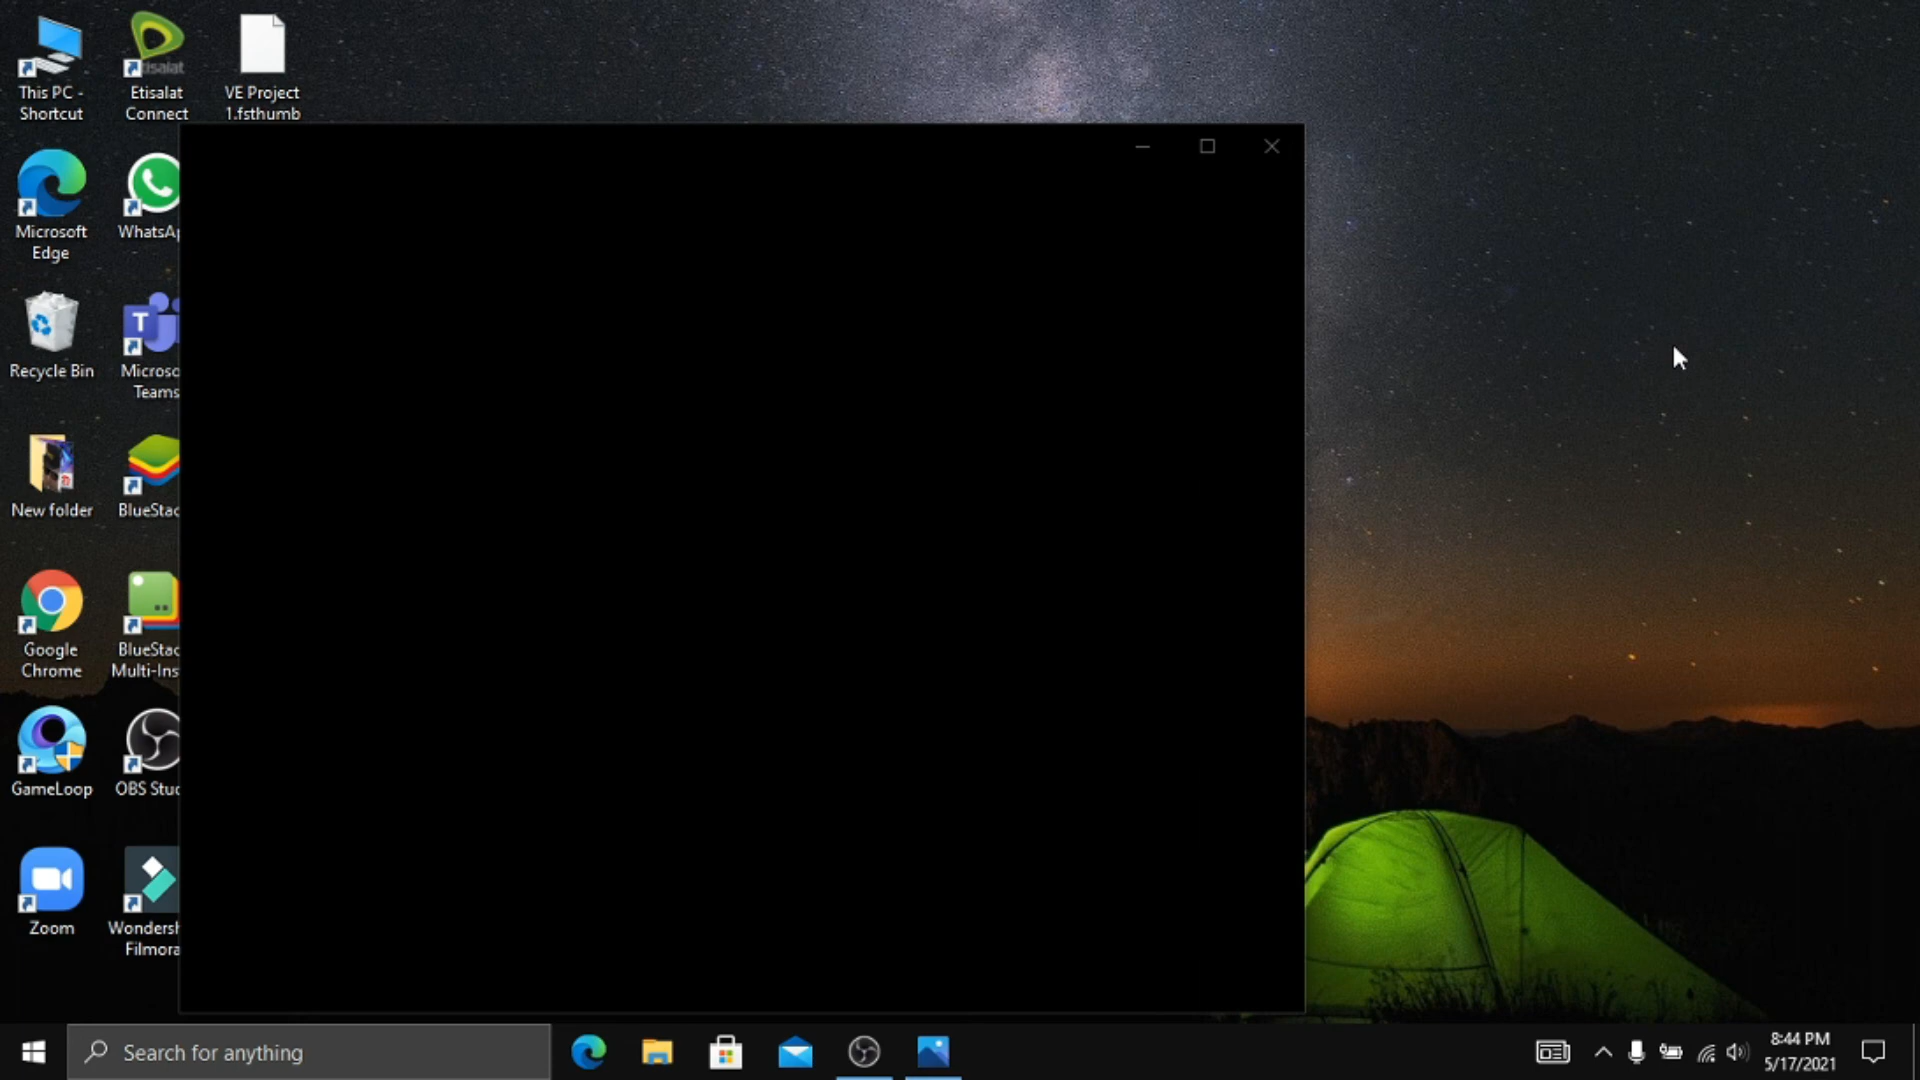 This PC -
Shortcut
Etisalat
Connect
VE Project
1.fsthumb
Microsoft
Edge
WhatsA
Recycle Bin
Microso
Teams
New folder
BlueStac
Google
Chrome
BlueStac
Multi-Ins
GameLoop
OBS Stud
Zoom
Wondersh
Filmora
Search for anything
8:44 PM
5/17/2021